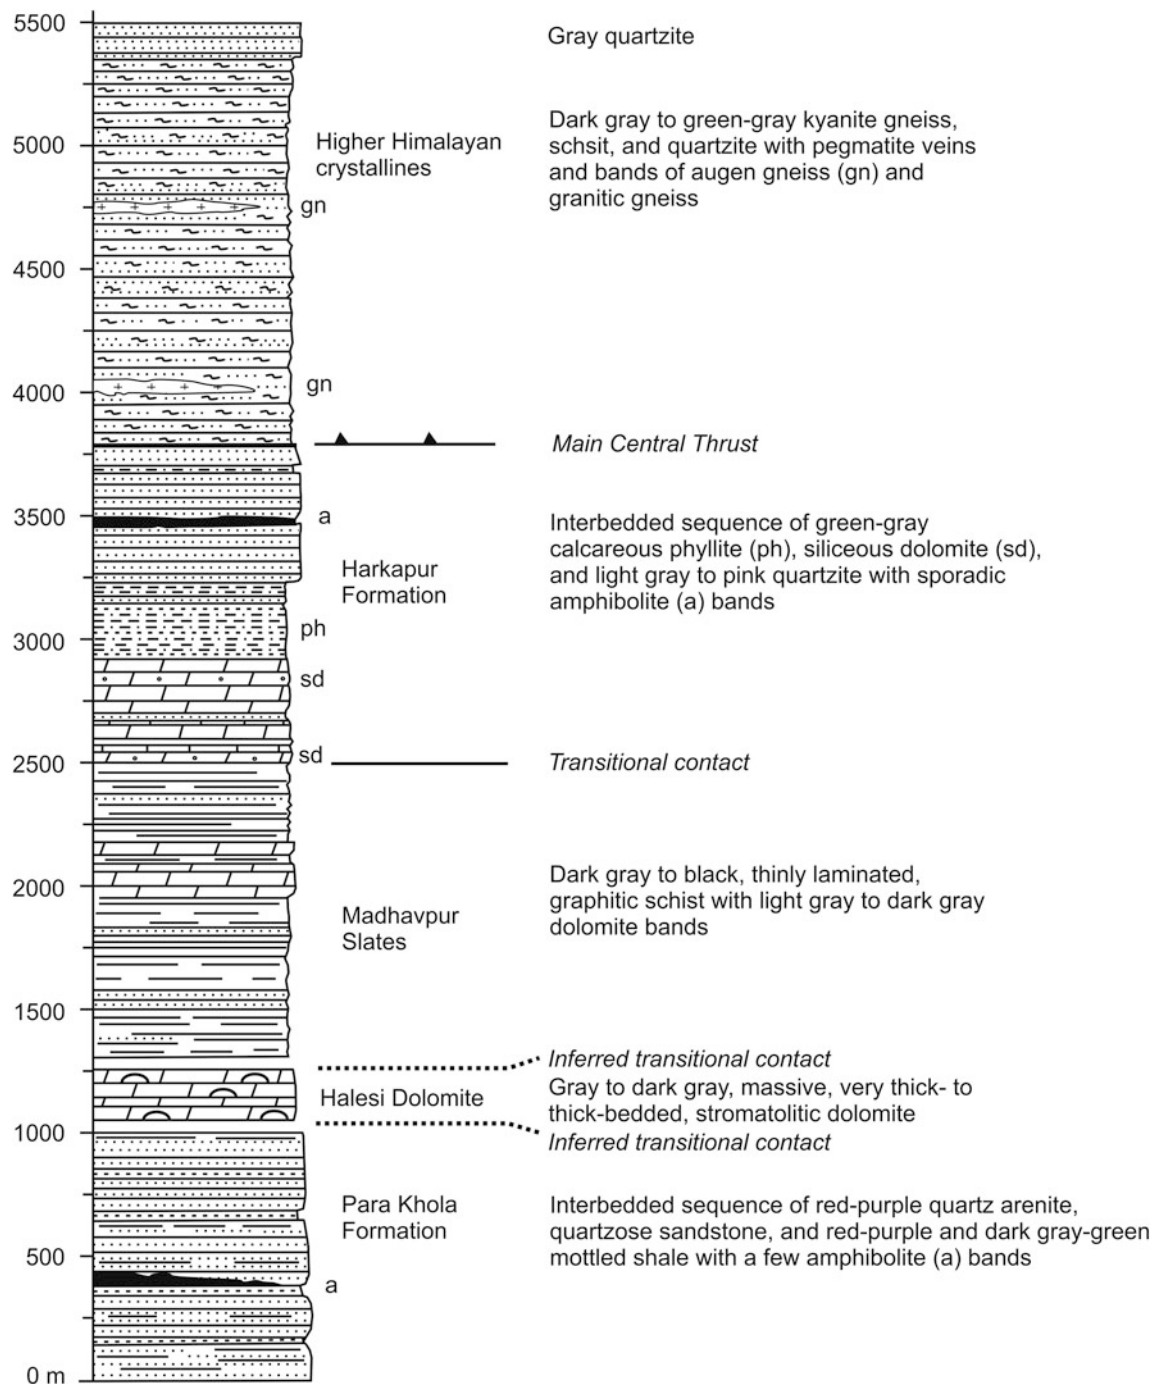 5500
Gray quartzite
5000
Higher Himalayan
crystallines
Dark gray to green-gray kyanite gneiss,
schsit, and quartzite with pegmatite veins
and bands of augen gneiss (gn) and
granitic gneiss
gn
4500
gn
4000
Main Central Thrust
3500
a
Harkapur
Formation
Interbedded sequence of green-gray
calcareous phyllite (ph), siliceous dolomite (sd),
and light gray to pink quartzite with sporadic
amphibolite (a) bands
ph
3000
sd
sd
2500
Transitional contact
2000
Madhavpur
Slates
Dark gray to black, thinly laminated,
graphitic schist with light gray to dark gray
dolomite bands
1500
Inferred transitional contact
Halesi Dolomite
Gray to dark gray, massive, very thick- to
thick-bedded, stromatolitic dolomite
1000
Inferred transitional contact
Para Khola
Formation
Interbedded sequence of red-purple quartz arenite,
quartzose sandstone, and red-purple and dark gray-green
mottled shale with a few amphibolite (a) bands
500
a
0 m